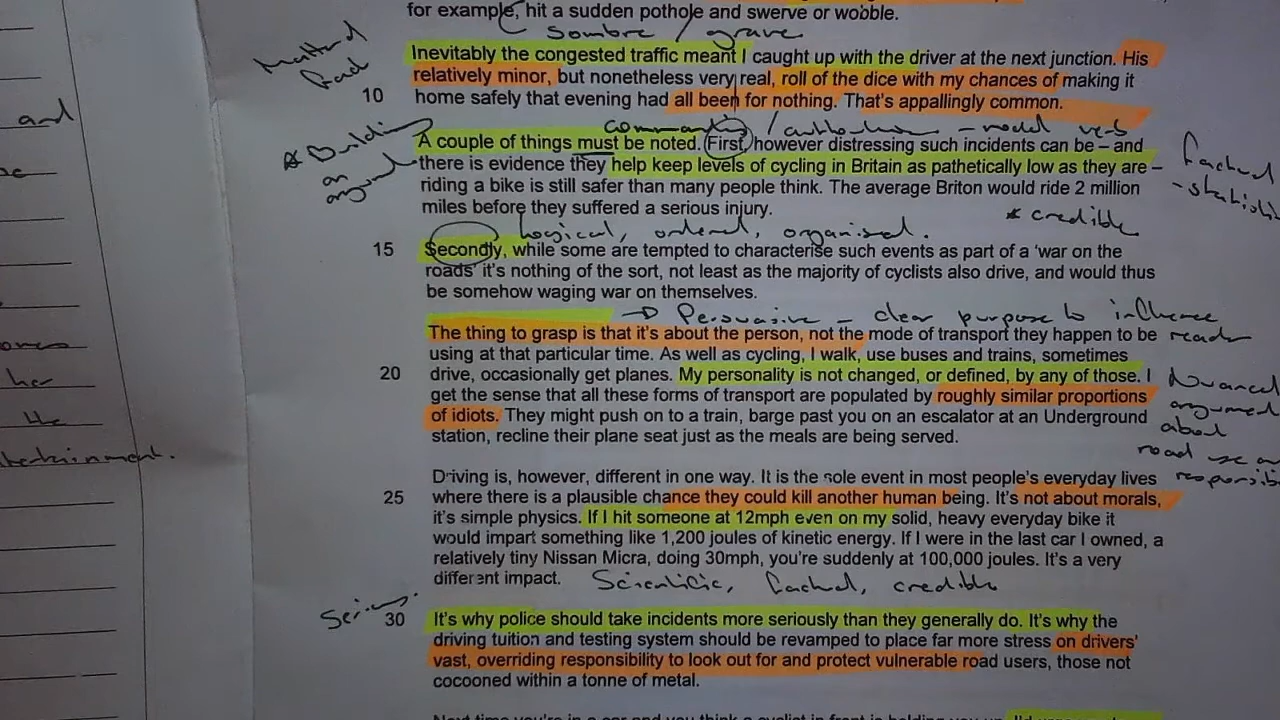 for example, hit a sudden pothole and swerve or wobble.
Sombre / grave
Matter of
fact
Inevitably the congested traffic meant I caught up with the driver at the next junction. His
relatively minor, but nonetheless very real, roll of the dice with my chances of making it
10 home safely that evening had all been for nothing. That's appallingly common.
commanding / authoritative – modal verb
* Building
an
argument
A couple of things must be noted. First, however distressing such incidents can be – and
there is evidence they help keep levels of cycling in Britain as pathetically low as they are –
riding a bike is still safer than many people think. The average Briton would ride 2 million
miles before they suffered a serious injury.
Factual
- statistic
* credible
Logical, ordered, organised.
15 Secondly, while some are tempted to characterise such events as part of a 'war on the
roads' it's nothing of the sort, not least as the majority of cyclists also drive, and would thus
be somehow waging war on themselves.
→ Persuasive – clear purpose to influence
reader
The thing to grasp is that it's about the person, not the mode of transport they happen to be
using at that particular time. As well as cycling, I walk, use buses and trains, sometimes
20 drive, occasionally get planes. My personality is not changed, or defined, by any of those. I
get the sense that all these forms of transport are populated by roughly similar proportions
of idiots. They might push on to a train, barge past you on an escalator at an Underground
station, recline their plane seat just as the meals are being served.
Nuanced
argument
about
road use
Driving is, however, different in one way. It is the sole event in most people's everyday lives
25 where there is a plausible chance they could kill another human being. It's not about morals,
it's simple physics. If I hit someone at 12mph even on my solid, heavy everyday bike it
would impart something like 1,200 joules of kinetic energy. If I were in the last car I owned, a
relatively tiny Nissan Micra, doing 30mph, you're suddenly at 100,000 joules. It's a very
different impact.
Scientific, factual, credible
Serious.
30 It's why police should take incidents more seriously than they generally do. It's why the
driving tuition and testing system should be revamped to place far more stress on drivers'
vast, overriding responsibility to look out for and protect vulnerable road users, those not
cocooned within a tonne of metal.
and
her
the